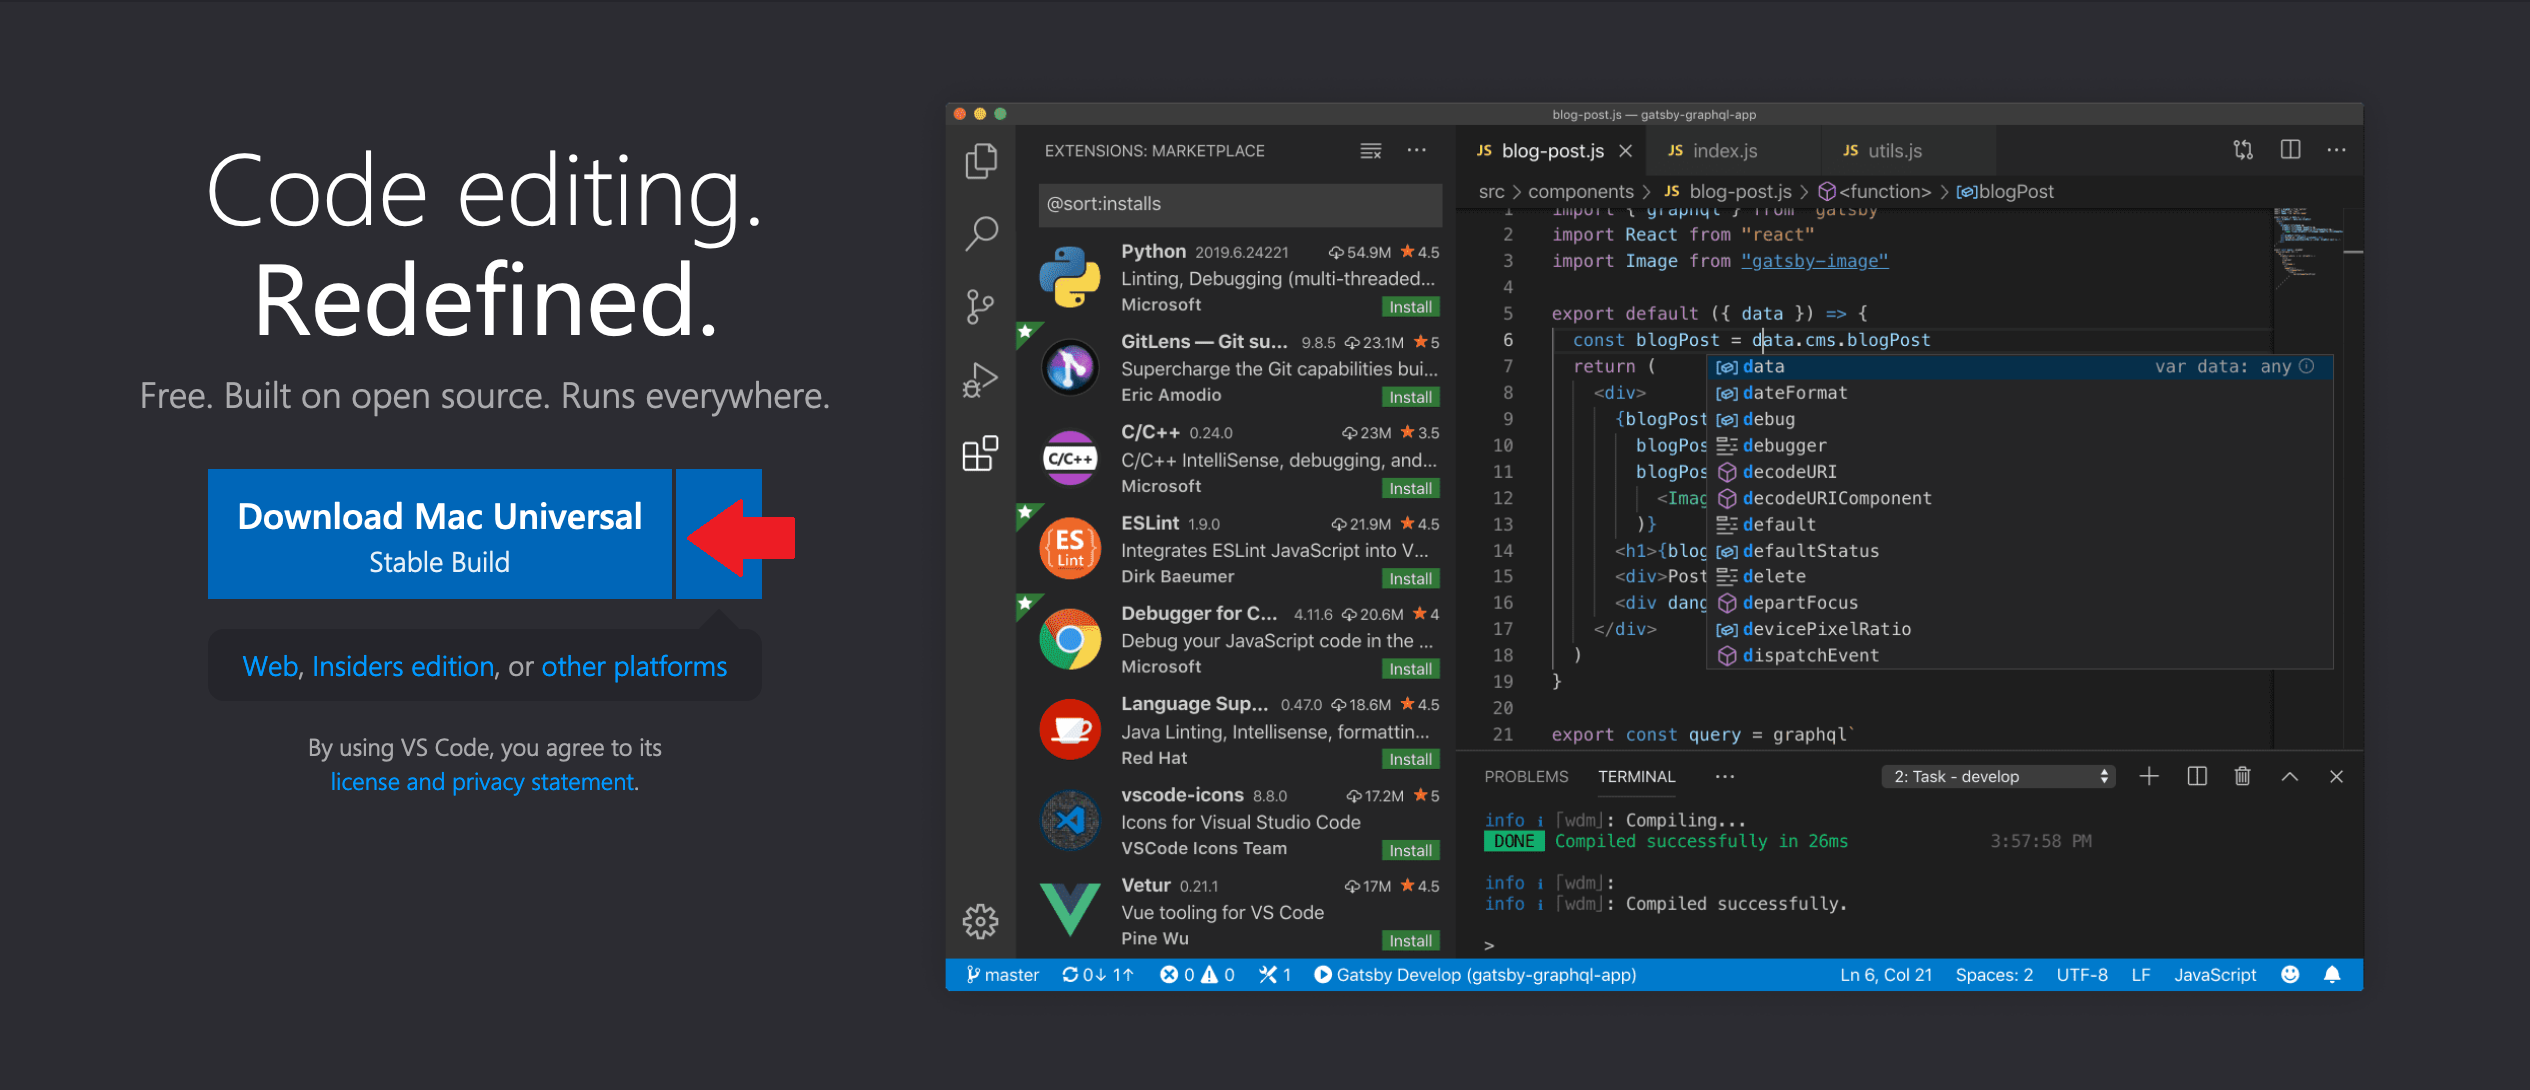 Code editing.
Redefined.
Free. Built on open source. Runs everywhere.
Download Mac Universal
Stable Build
Web, Insiders edition, or other platforms
By using VS Code, you agree to its
license and privacy statement.
blog-post.js — gatsby-graphql-app
EXTENSIONS: MARKETPLACE
@sort:installs
Python 2019.6.24221 54.9M 4.5
Linting, Debugging (multi-threaded...
Microsoft Install
GitLens — Git su... 9.8.5 23.1M 5
Supercharge the Git capabilities bui...
Eric Amodio Install
C/C++
C/C++ 0.24.0 23M 3.5
C/C++ IntelliSense, debugging, and...
Microsoft Install
ES
Lint
ESLint 1.9.0 21.9M 4.5
Integrates ESLint JavaScript into V...
Dirk Baeumer Install
Debugger for C... 4.11.6 20.6M 4
Debug your JavaScript code in the ...
Microsoft Install
Language Sup... 0.47.0 18.6M 4.5
Java Linting, Intellisense, formattin...
Red Hat Install
vscode-icons 8.8.0 17.2M 5
Icons for Visual Studio Code
VSCode Icons Team Install
Vetur 0.21.1 17M 4.5
Vue tooling for VS Code
Pine Wu Install
JS blog-post.js JS index.js JS utils.js
src > components > JS blog-post.js > <function> > blogPost
1 import { graphql } from "gatsby"
2 import React from "react"
3 import Image from "gatsby-image"
4
5 export default ({ data }) => {
6 const blogPost = data.cms.blogPost
7 return (
8 <div>
9 {blogPost
10 blogPos
11 blogPos
12 <Imag
13 )}
14 <h1>{blog
15 <div>Post
16 <div dang
17 </div>
18 )
19 }
20
21 export const query = graphql`
data var data: any
dateFormat
debug
debugger
decodeURI
decodeURIComponent
default
defaultStatus
delete
departFocus
devicePixelRatio
dispatchEvent
PROBLEMS TERMINAL ... 2: Task - develop
info i ｢wdm｣: Compiling...
DONE Compiled successfully in 26ms 3:57:58 PM
info i ｢wdm｣:
info i ｢wdm｣: Compiled successfully.
>
master 0↓ 1↑ 0 0 1 Gatsby Develop (gatsby-graphql-app) Ln 6, Col 21 Spaces: 2 UTF-8 LF JavaScript